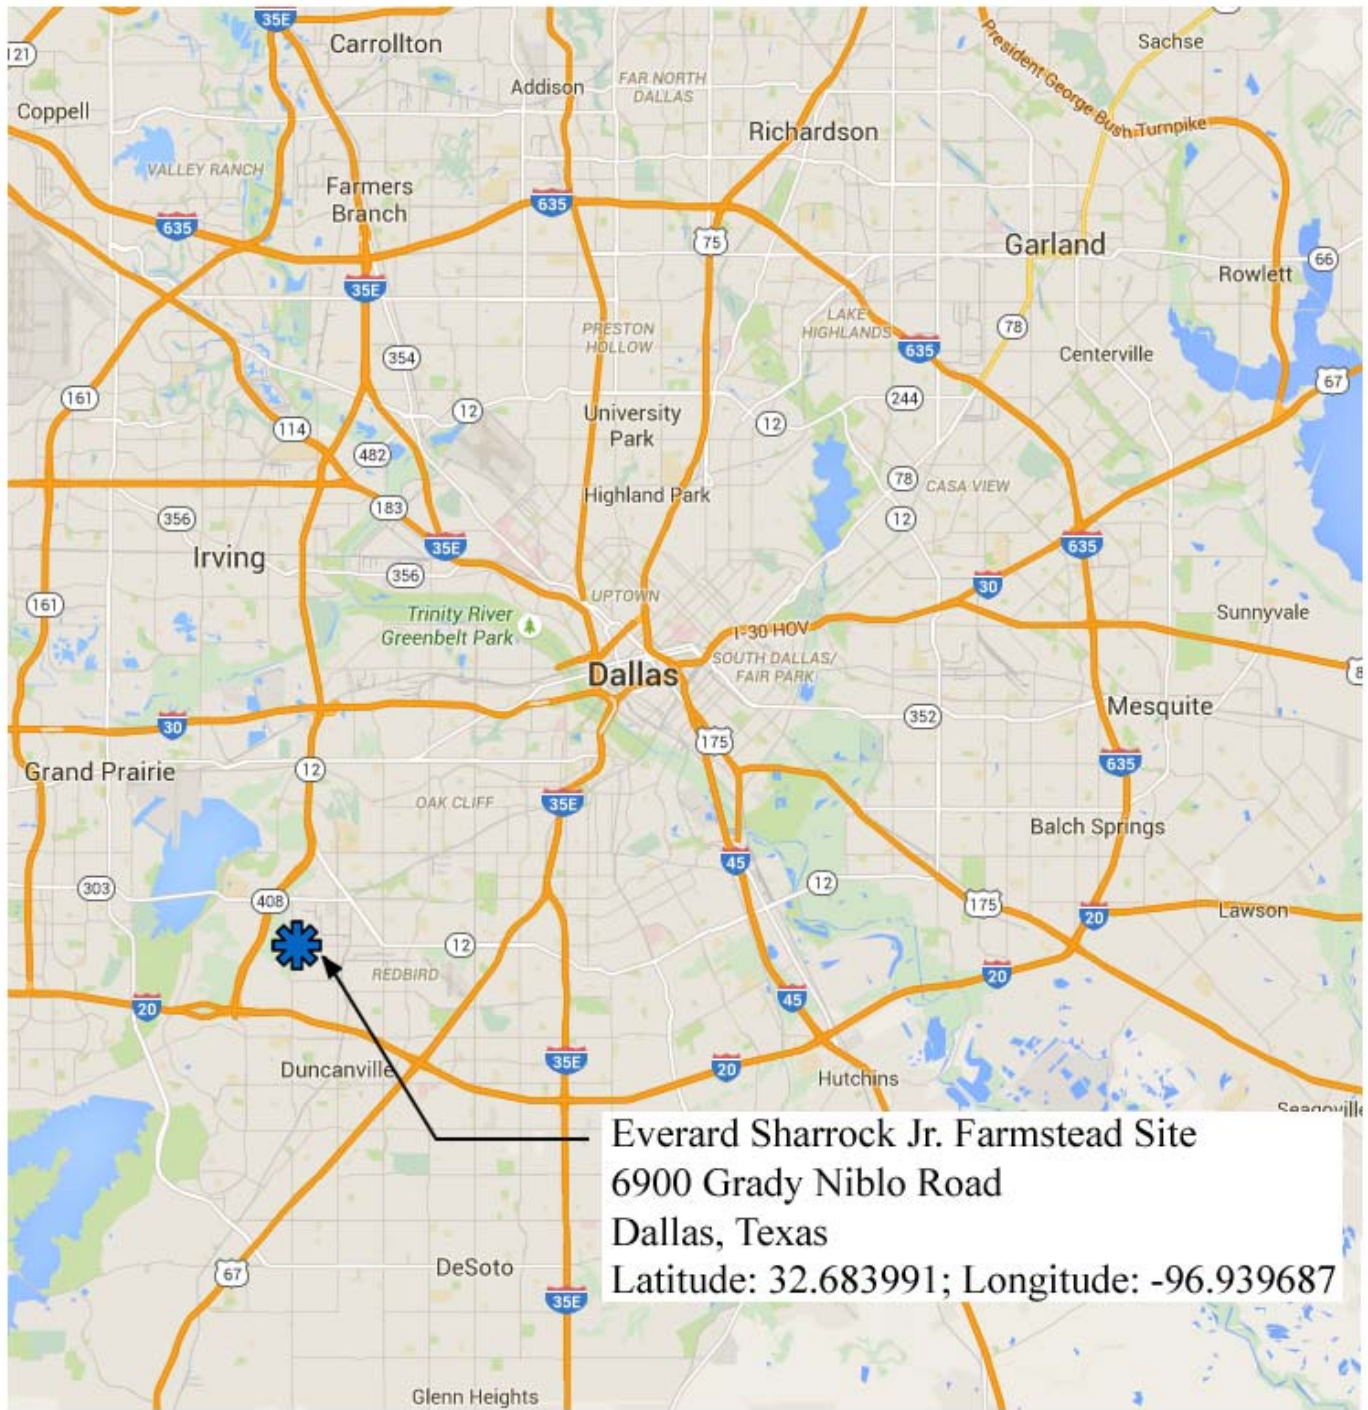 35E
Carrollton
121
Sachse
Addison
FAR NORTH
DALLAS
President George Bush Turnpike
Coppell
Richardson
VALLEY RANCH
Farmers
Branch
635
635
75
Garland
66
Rowlett
35E
LAKE
HIGHLANDS
78
PRESTON
HOLLOW
635
354
Centerville
67
161
12
244
114
University
Park
12
482
78
CASA VIEW
Highland Park
183
356
12
35E
635
Irving
356
30
UPTOWN
161
Trinity River
Greenbelt Park
Sunnyvale
I-30 HOV
SOUTH DALLAS/
FAIR PARK
Dallas
8
Mesquite
352
30
175
635
Grand Prairie
12
OAK CLIFF
35E
Balch Springs
45
303
12
408
175
Lawson
20
12
REDBIRD
20
45
20
35E
Duncanville
20
Hutchins
Seagoville
Everard Sharrock Jr. Farmstead Site
6900 Grady Niblo Road
Dallas, Texas
Latitude: 32.683991; Longitude: -96.939687
67
DeSoto
35E
Glenn Heights